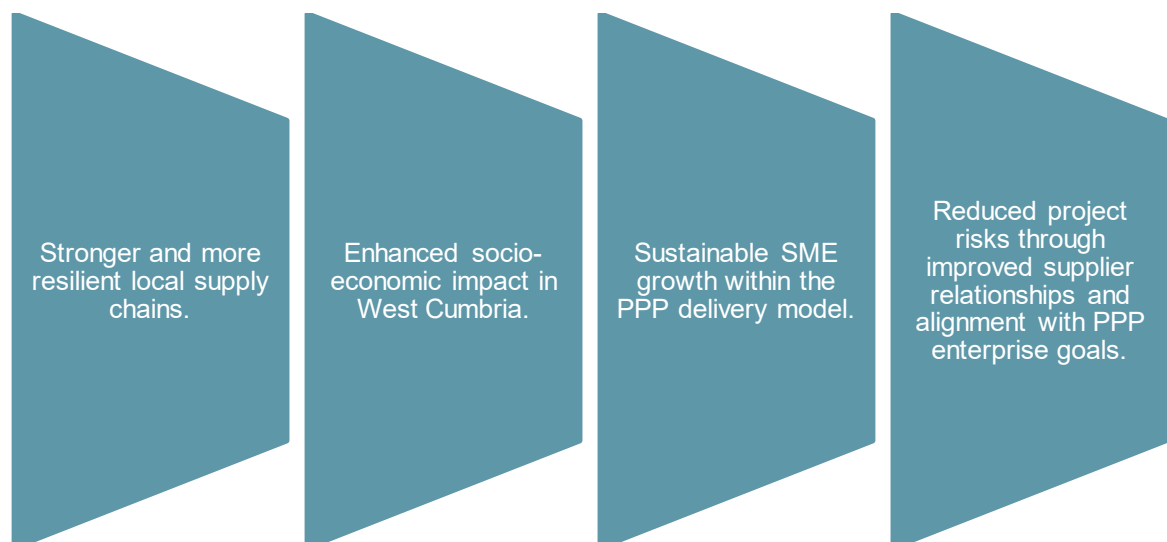 Stronger and more
resilient local supply
chains.
Enhanced socio-
economic impact in
West Cumbria.
Sustainable SME
growth within the
PPP delivery model.
Reduced project
risks through
improved supplier
relationships and
alignment with PPP
enterprise goals.